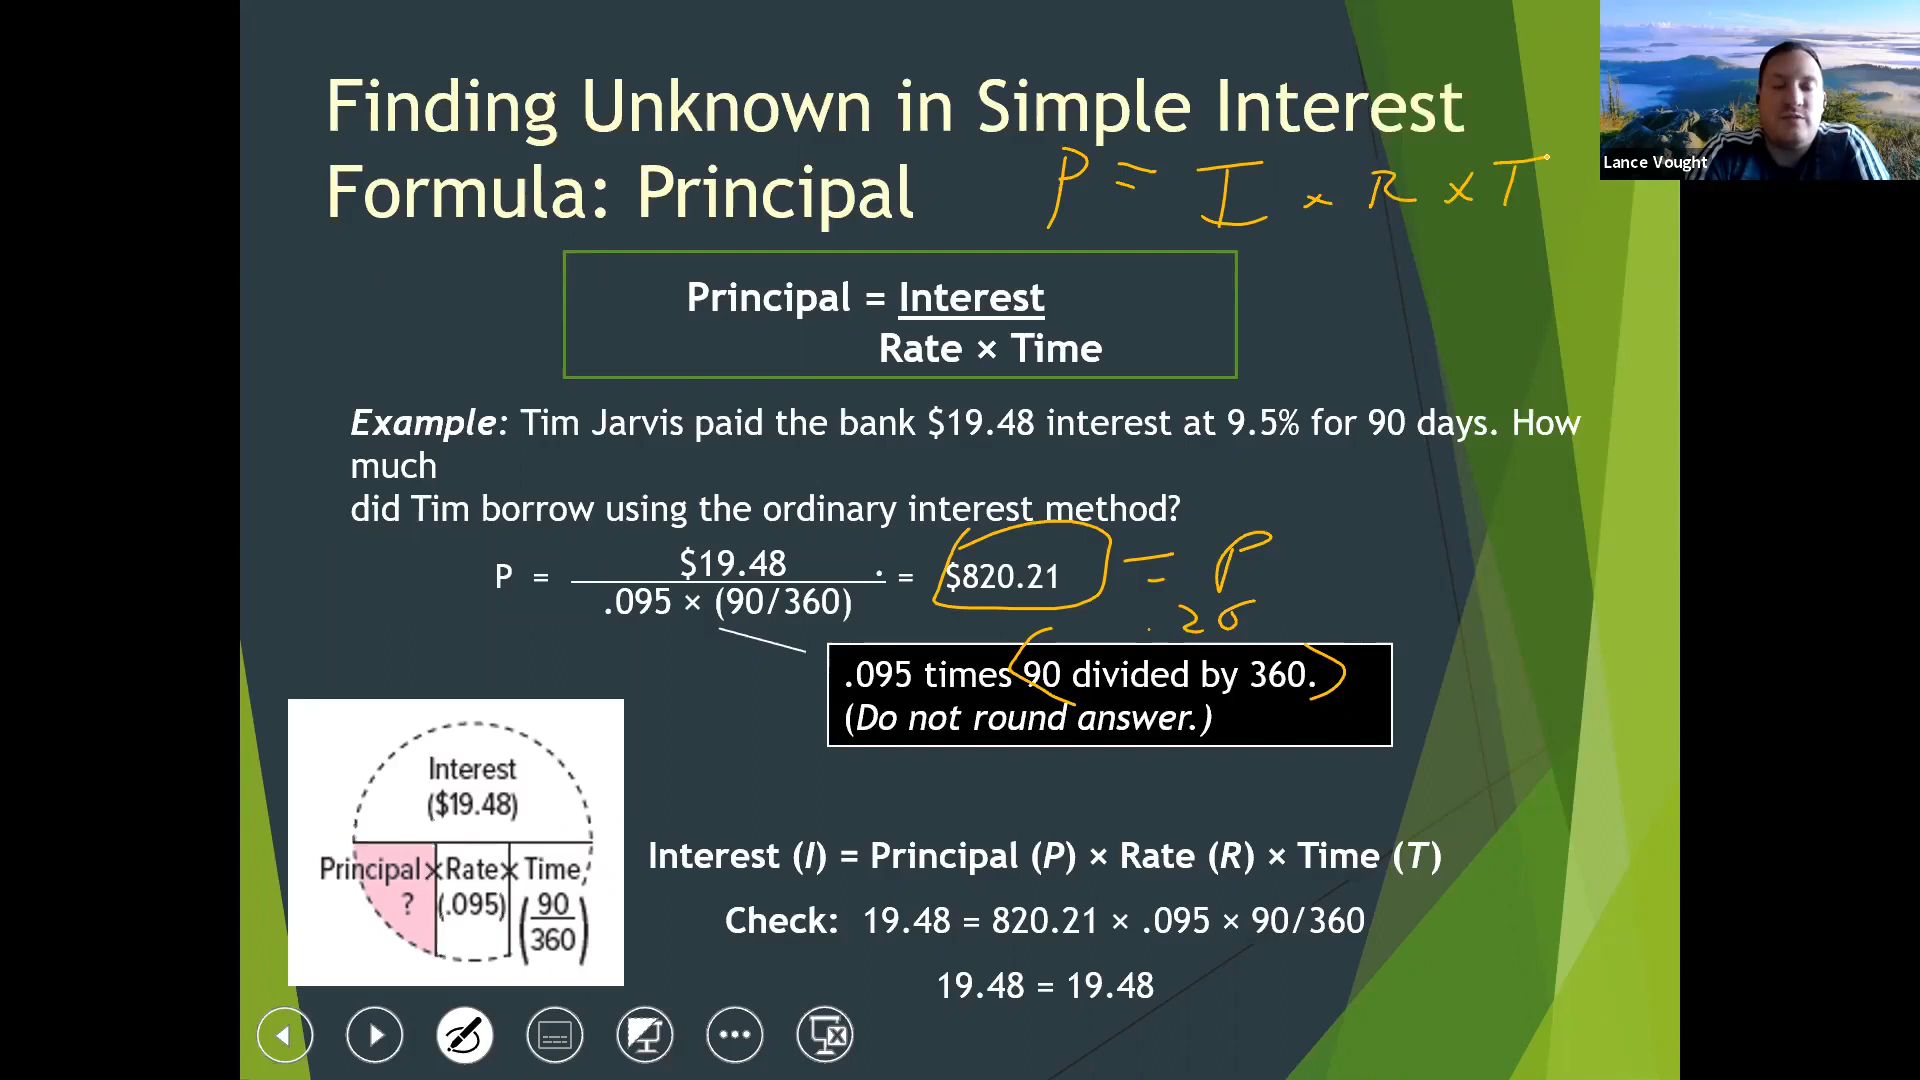 Finding Unknown in Simple Interest
Formula: Principal
P = I × R × T
Lance Vought
Principal = Interest
Rate × Time
Example: Tim Jarvis paid the bank $19.48 interest at 9.5% for 90 days. How
much
did Tim borrow using the ordinary interest method?
P = $19.48 . = $820.21 = P
.095 × (90/360)
.25
.095 times 90 divided by 360.
(Do not round answer.)
Interest
($19.48)
Principal × Rate × Time
? (.095) (90
360)
Interest (I) = Principal (P) × Rate (R) × Time (T)
Check: 19.48 = 820.21 × .095 × 90/360
19.48 = 19.48